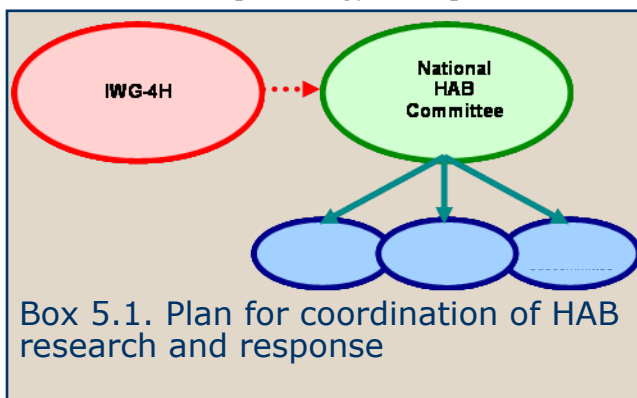 IWG-4H
National
HAB
Committee
Box 5.1. Plan for coordination of HAB
research and response